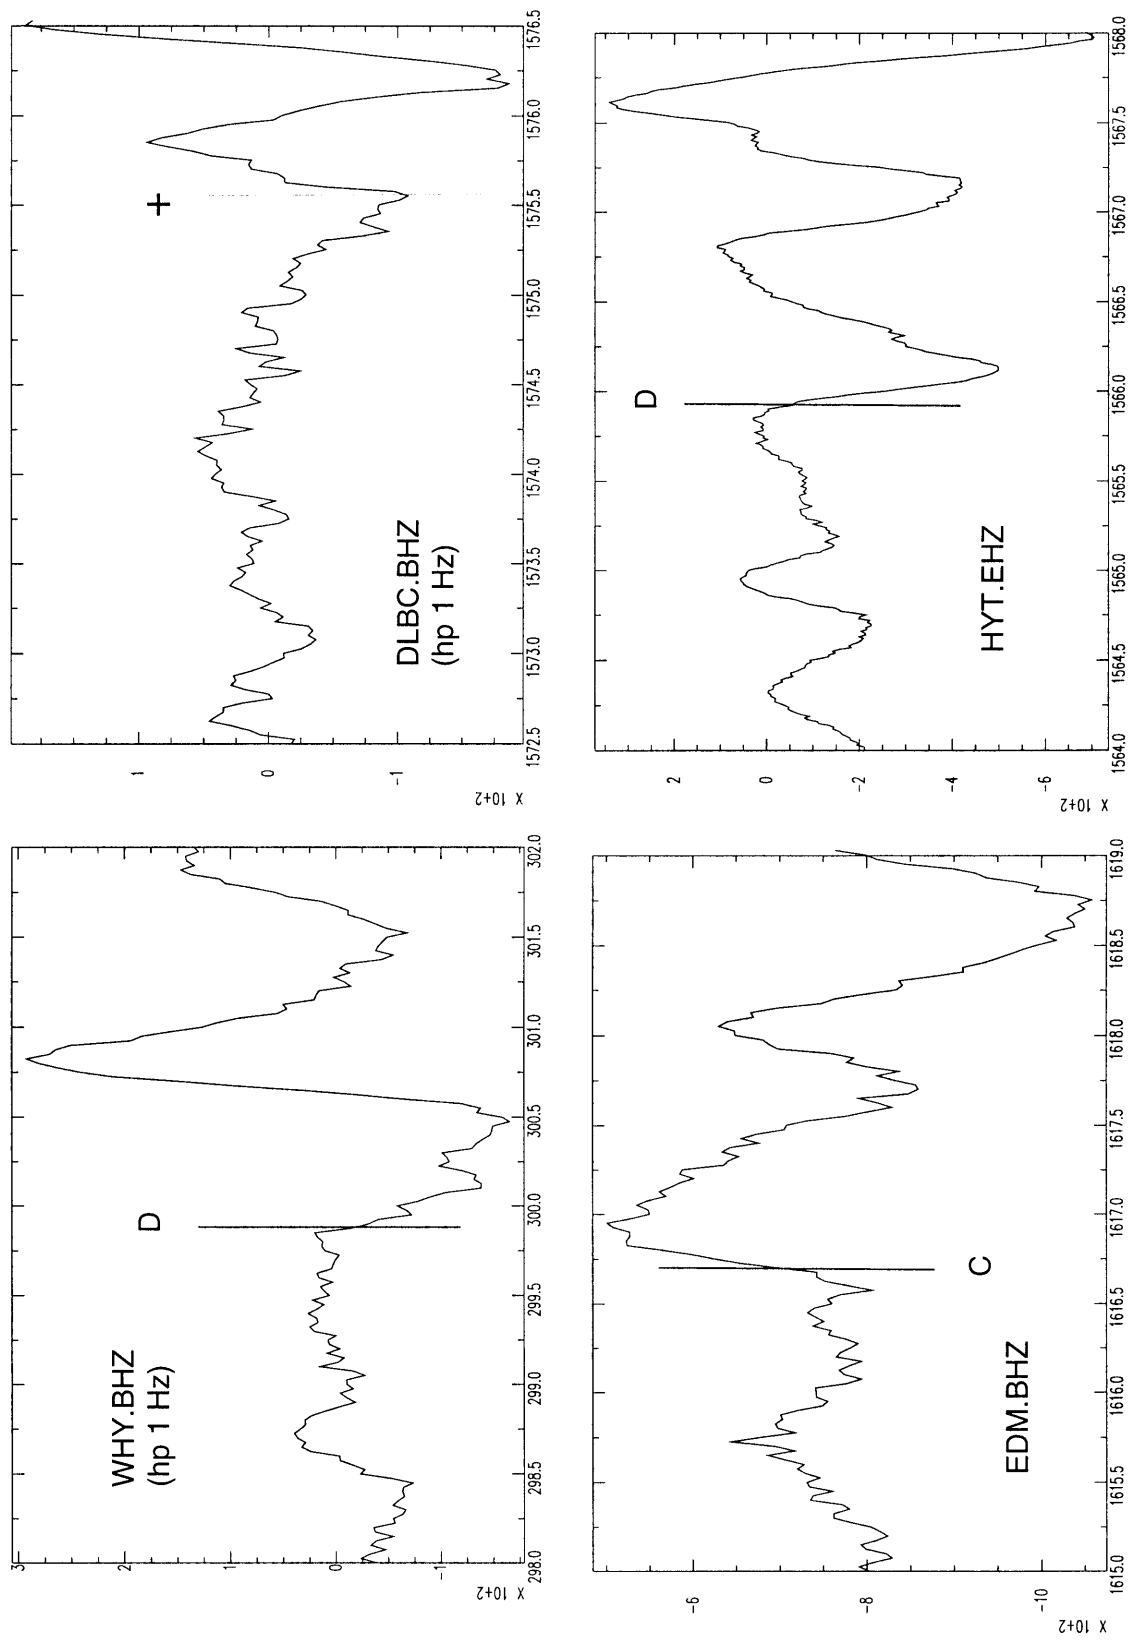 WHY.BHZ
(hp 1 Hz)
D
3
2
1
0
-1
X 10+2
298.0 298.5 299.0 299.5 300.0 300.5 301.0 301.5 302.0
+
DLBC.BHZ
(hp 1 Hz)
1
0
-1
X 10+2
1572.5 1573.0 1573.5 1574.0 1574.5 1575.0 1575.5 1576.0 1576.5
EDM.BHZ
C
-6
-8
-10
X 10+2
1615.0 1615.5 1616.0 1616.5 1617.0 1617.5 1618.0 1618.5 1619.0
D
HYT.EHZ
2
0
-2
-4
-6
X 10+2
1564.0 1564.5 1565.0 1565.5 1566.0 1566.5 1567.0 1567.5 1568.0